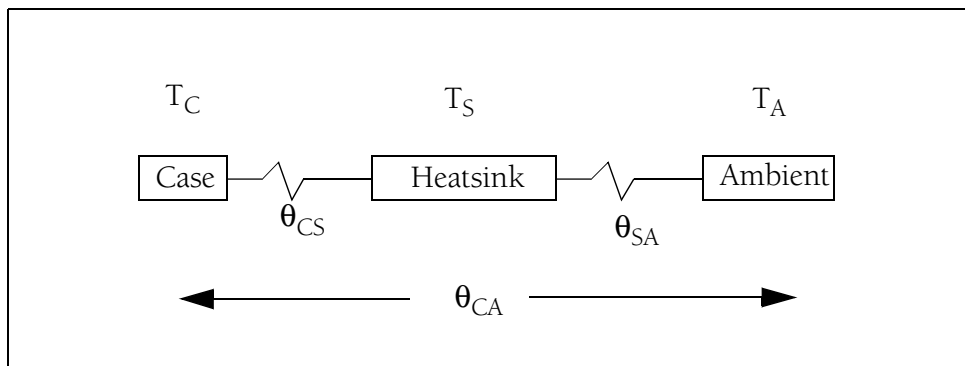 T_C T_S T_A
Case Heatsink Ambient
θ_CS θ_SA
θ_CA